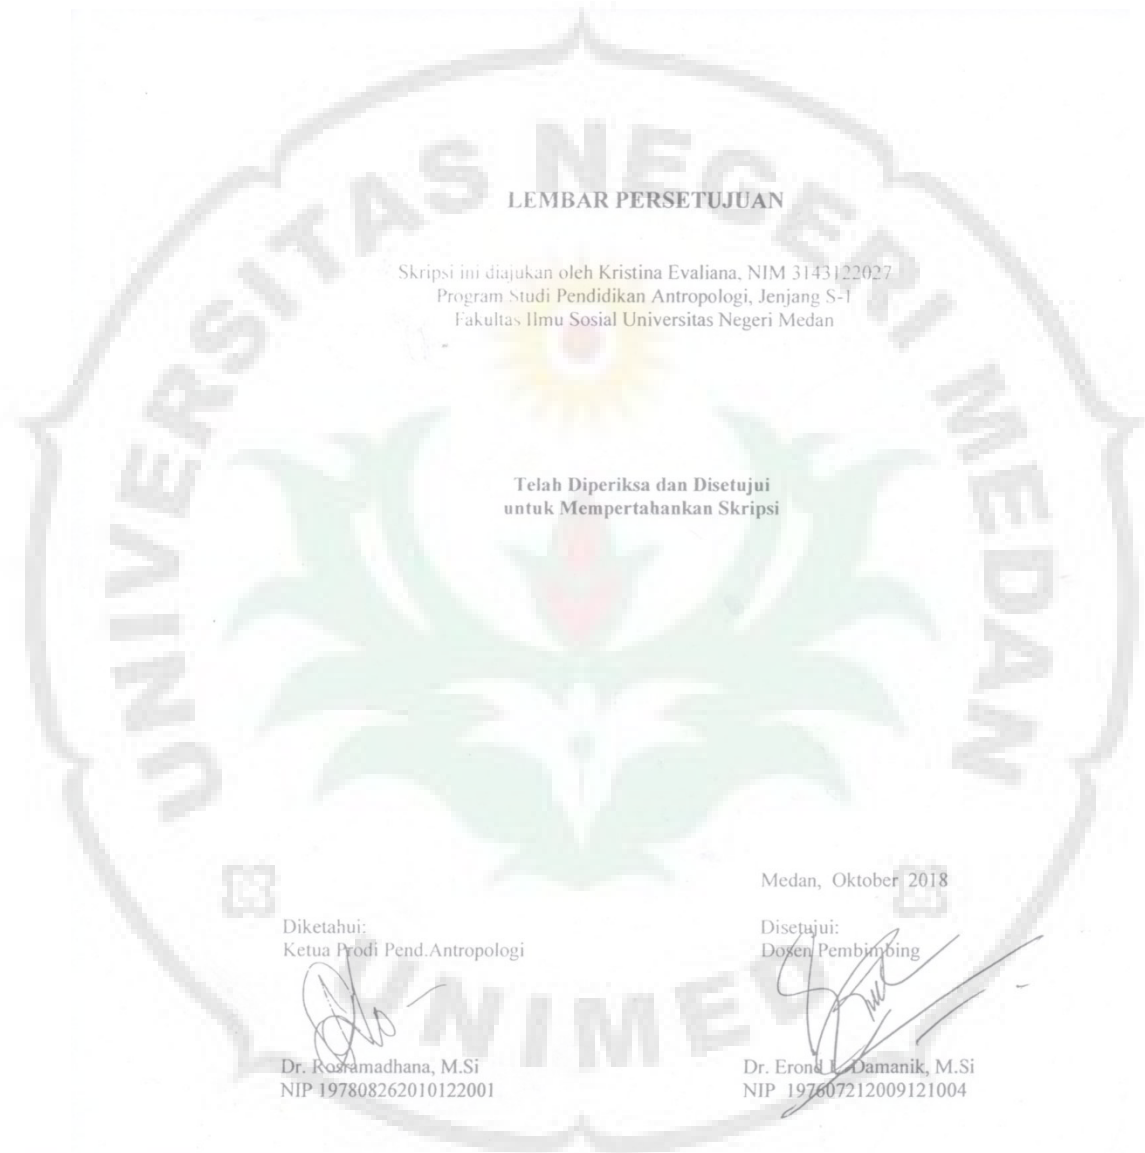 UNIVERSITAS NEGERI MEDAN
LEMBAR PERSETUJUAN
Skripsi ini diajukan oleh Kristina Evaliana, NIM 3143122027
Program Studi Pendidikan Antropologi, Jenjang S-1
Fakultas Ilmu Sosial Universitas Negeri Medan
Telah Diperiksa dan Disetujui
untuk Mempertahankan Skripsi
Medan, Oktober 2018
Diketahui:
Ketua Prodi Pend.Antropologi
Disetujui:
Dosen Pembimbing
UNIMED
Dr. Rosramadhana, M.Si
NIP 197808262010122001
Dr. Erond L. Damanik, M.Si
NIP 197607212009121004